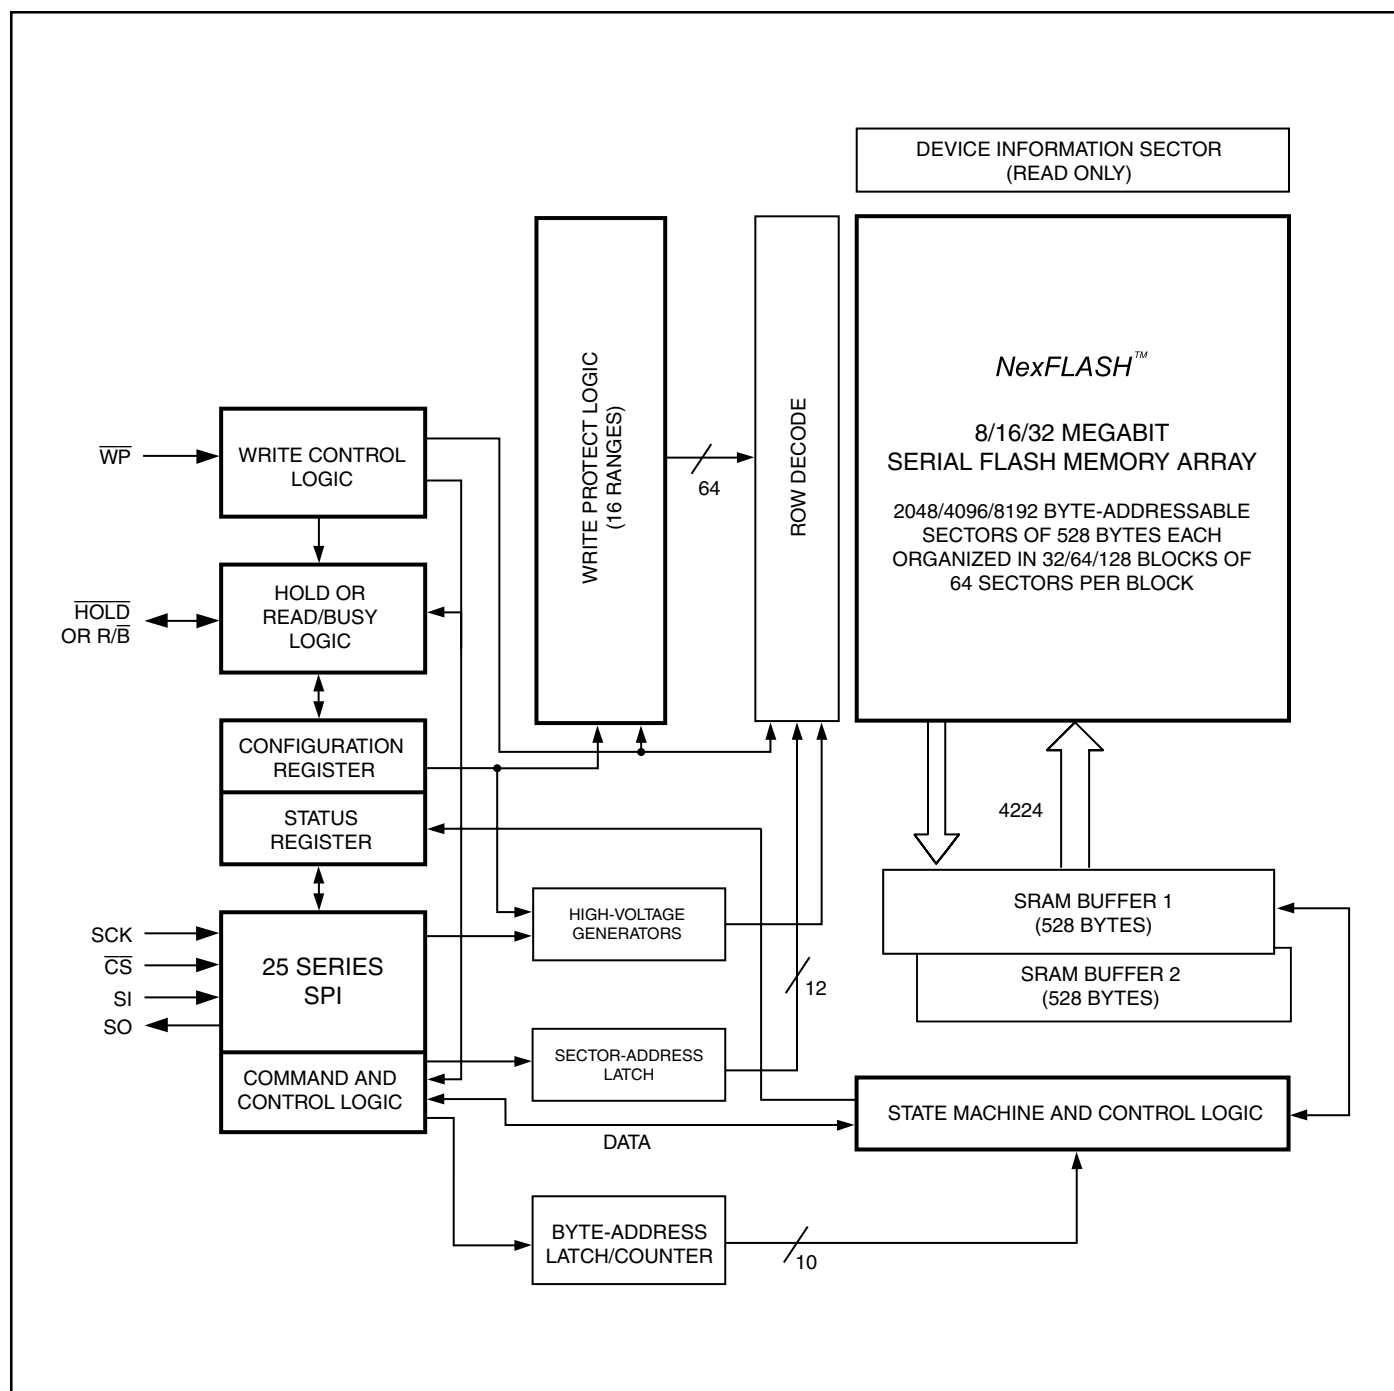 DEVICE INFORMATION SECTOR
(READ ONLY)
WRITE PROTECT LOGIC
(16 RANGES)
64
ROW DECODE
NexFLASH™
8/16/32 MEGABIT
SERIAL FLASH MEMORY ARRAY
2048/4096/8192 BYTE-ADDRESSABLE
SECTORS OF 528 BYTES EACH
ORGANIZED IN 32/64/128 BLOCKS OF
64 SECTORS PER BLOCK
W̅P̅
WRITE CONTROL
LOGIC
H̅O̅L̅D̅
OR R/B̅
HOLD OR
READ/BUSY
LOGIC
CONFIGURATION
REGISTER
STATUS
REGISTER
4224
SCK
C̅S̅
SI
SO
25 SERIES
SPI
COMMAND AND
CONTROL LOGIC
HIGH-VOLTAGE
GENERATORS
12
SECTOR-ADDRESS
LATCH
DATA
BYTE-ADDRESS
LATCH/COUNTER
10
SRAM BUFFER 1
(528 BYTES)
SRAM BUFFER 2
(528 BYTES)
STATE MACHINE AND CONTROL LOGIC